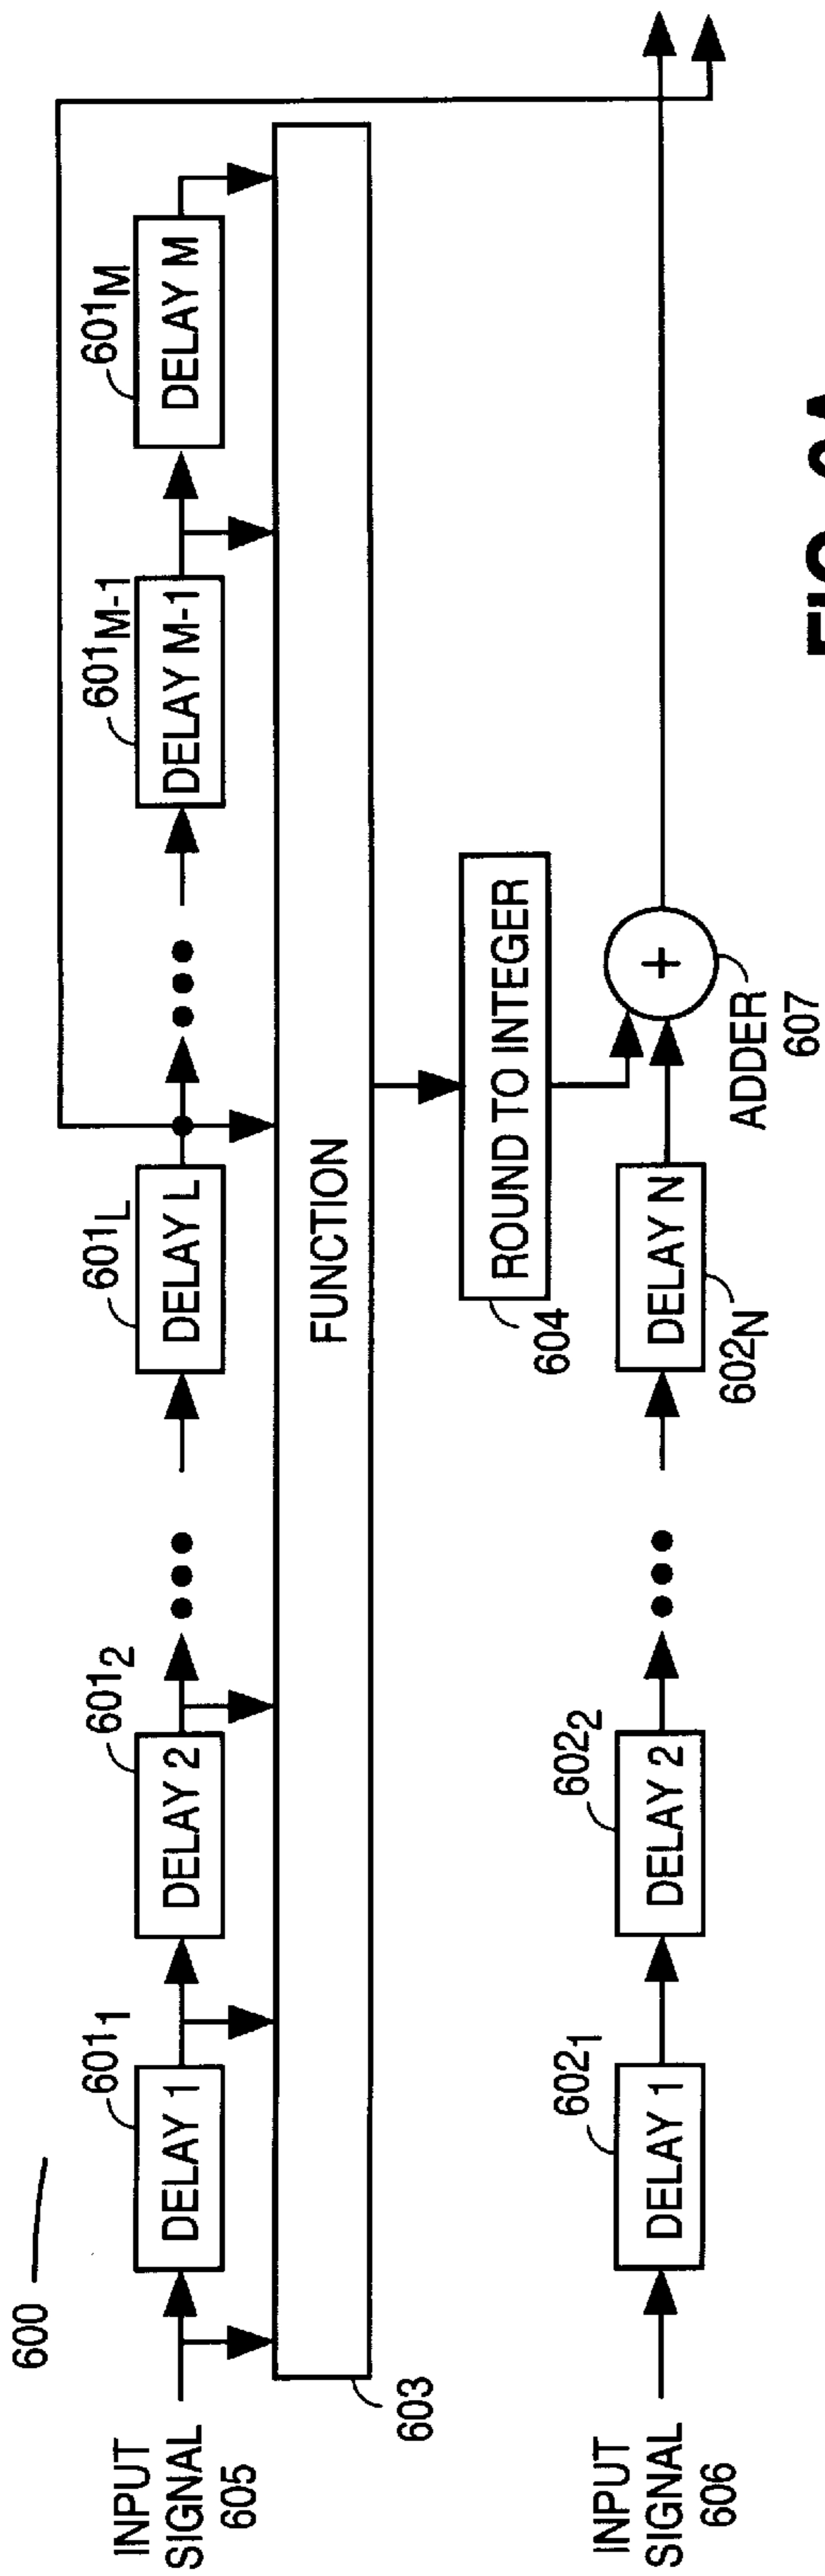 600
INPUT
SIGNAL
605
601₁
DELAY 1
601₂
DELAY 2
601L
DELAY L
601M-1
DELAY M-1
601M
DELAY M
603
FUNCTION
604
ROUND TO INTEGER
INPUT
SIGNAL
606
602₁
DELAY 1
602₂
DELAY 2
DELAY N
602N
+
ADDER
607